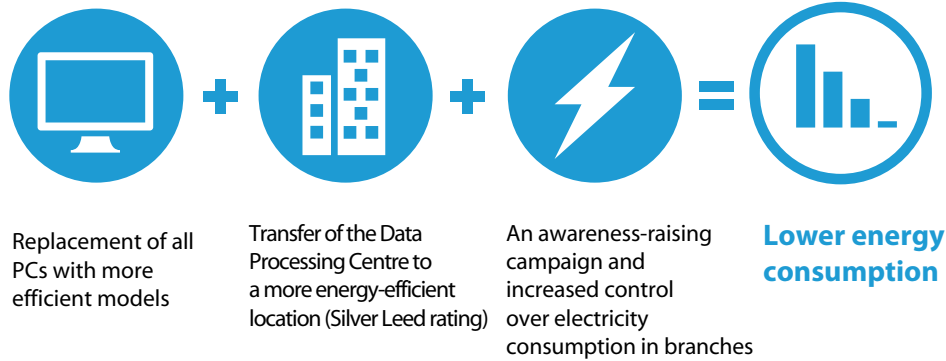 Replacement of all
PCs with more
efficient models
Transfer of the Data
Processing Centre to
a more energy-efficient
location (Silver Leed rating)
An awareness-raising
campaign and
increased control
over electricity
consumption in branches
Lower energy
consumption